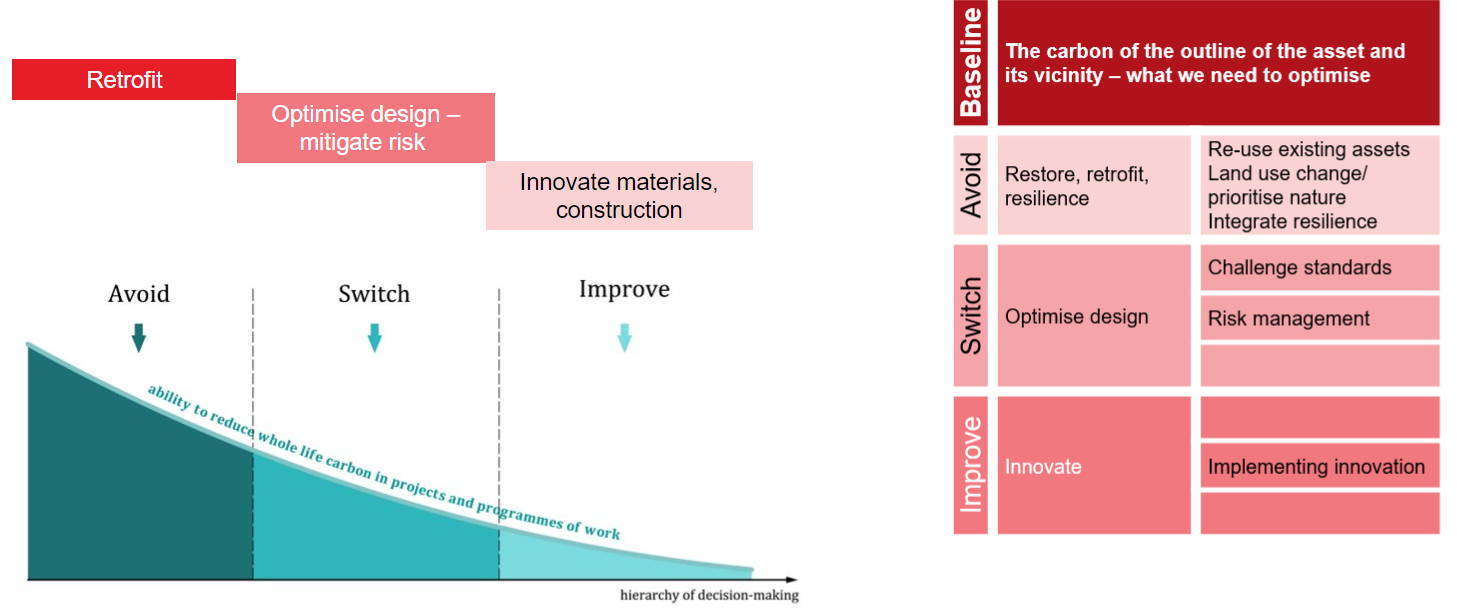 Retrofit
Optimise design –
mitigate risk
Innovate materials,
construction
Avoid
Switch
Improve
ability to reduce whole life carbon in projects and programmes of work
hierarchy of decision-making
Baseline
The carbon of the outline of the asset and
its vicinity – what we need to optimise
Avoid
Restore, retrofit,
resilience
Re-use existing assets
Land use change/
prioritise nature
Integrate resilience
Switch
Optimise design
Challenge standards
Risk management
Improve
Innovate
Implementing innovation